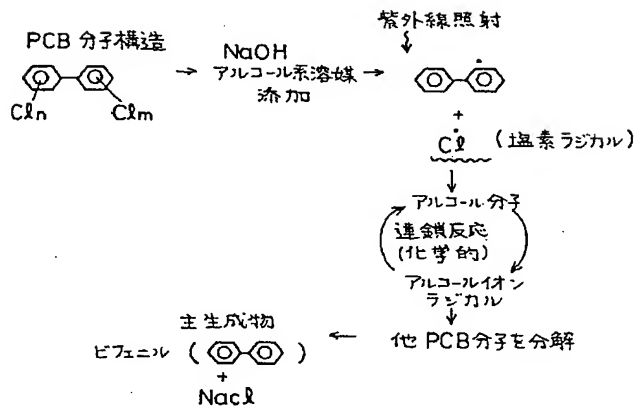 紫外線照射
PCB 分子構造
NaOH
アルコール系溶媒
添加
Cln
Clm
+
Cl
(塩素ラジカル)
アルコール分子
連鎖反応
(化学的)
アルコールイオン
ラジカル
他PCB分子を分解
主生成物
ビフェニル ( )
+
Nacl